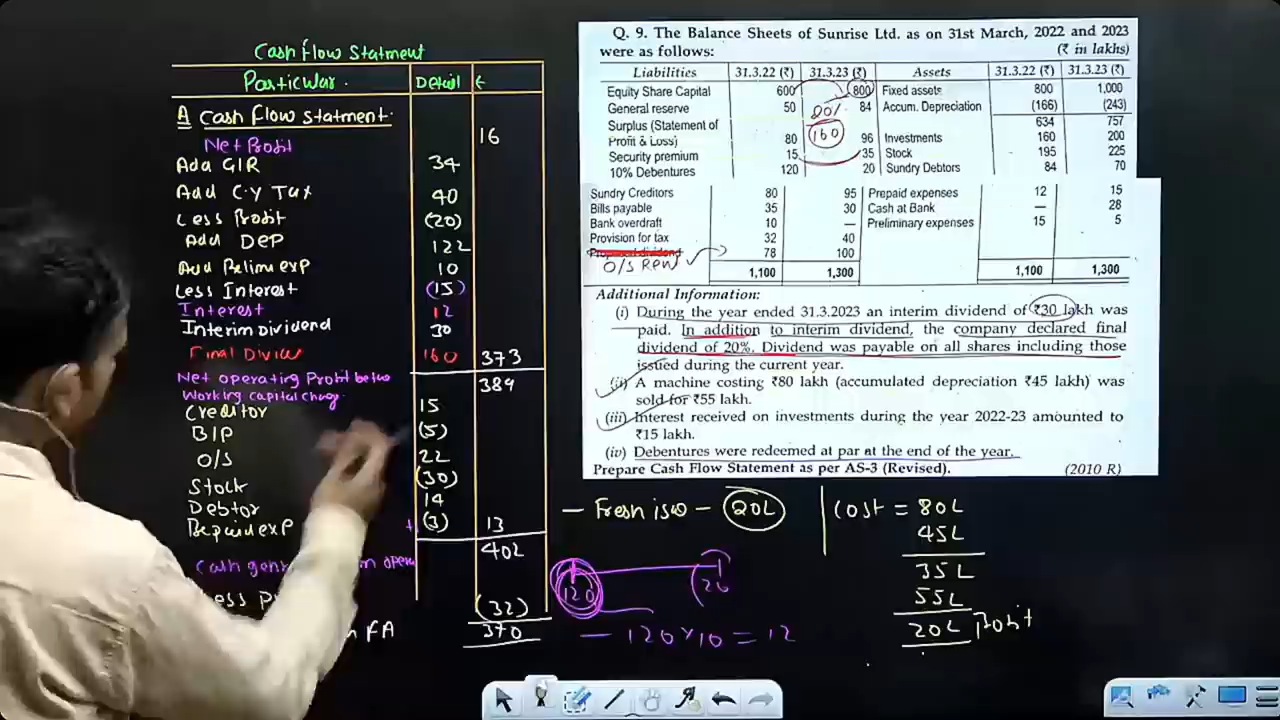 Cash flow Statment
Particular. Detail ₹
A Cash flow Statment.
Net Profit 16
Add GIR 34
Add C.Y Tax 40
Less Profit (20)
Add DEP 122
Add Pelim exp 10
Less Interest (15)
Interest 12
Interim Dividend 30
Final Divide 160 373
Net operating Profit before 389
Working capital change
Creditor 15
B/P (5)
O/S 22
Stock (30)
Debtor 14
Prepaid exp + (3) 13
Cash gen opera 402
(32)
FA 370
Q. 9. The Balance Sheets of Sunrise Ltd. as on 31st March, 2022 and 2023
were as follows: (₹ in lakhs)
Liabilities 31.3.22 (₹) 31.3.23 (₹) Assets 31.3.22 (₹) 31.3.23 (₹)
Equity Share Capital 600 800 Fixed assets 800 1,000
General reserve 50 20% 84 Accum. Depreciation (166) (243)
Surplus (Statement of 634 757
Profit & Loss) 80 160 96 Investments 160 200
Security premium 15 35 Stock 195 225
10% Debentures 120 20 Sundry Debtors 84 70
Sundry Creditors 80 95 Prepaid expenses 12 15
Bills payable 35 30 Cash at Bank — 28
Bank overdraft 10 — Preliminary expenses 15 5
Provision for tax 32 40
78 100
O/S Rent 1,100 1,300 1,100 1,300
Additional Information:
(i) During the year ended 31.3.2023 an interim dividend of ₹30 lakh was
paid. In addition to interim dividend, the company declared final
dividend of 20%. Dividend was payable on all shares including those
issued during the current year.
(ii) A machine costing ₹80 lakh (accumulated depreciation ₹45 lakh) was
sold for ₹55 lakh.
(iii) Interest received on investments during the year 2022-23 amounted to
₹15 lakh.
(iv) Debentures were redeemed at par at the end of the year.
Prepare Cash Flow Statement as per AS-3 (Revised). (2010 R)
— Fresh issu — 20L
120 (20
— 120×10 = 12
Cost = 80L
45L
35L
55L
20L Profit